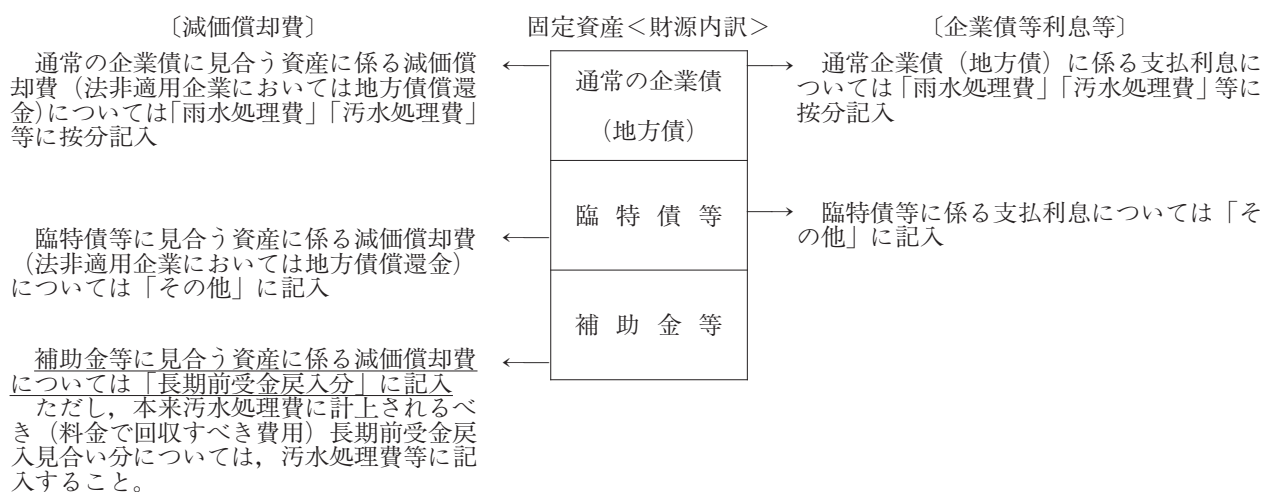 〔減価償却費〕
通常の企業債に見合う資産に係る減価償
却費（法非適用企業においては地方債償還
金）については「雨水処理費」「汚水処理費」
等に按分記入
臨特債等に見合う資産に係る減価償却費
（法非適用企業においては地方債償還金）
については「その他」に記入
補助金等に見合う資産に係る減価償却費
については「長期前受金戻入分」に記入
ただし，本来汚水処理費に計上されるべ
き（料金で回収すべき費用）長期前受金戻
入見合い分については，汚水処理費等に記
入すること。
固定資産＜財源内訳＞
通常の企業債
（地方債）
臨特債等
補助金等
〔企業債等利息等〕
通常企業債（地方債）に係る支払利息に
ついては「雨水処理費」「汚水処理費」等に
按分記入
臨特債等に係る支払利息については「そ
の他」に記入